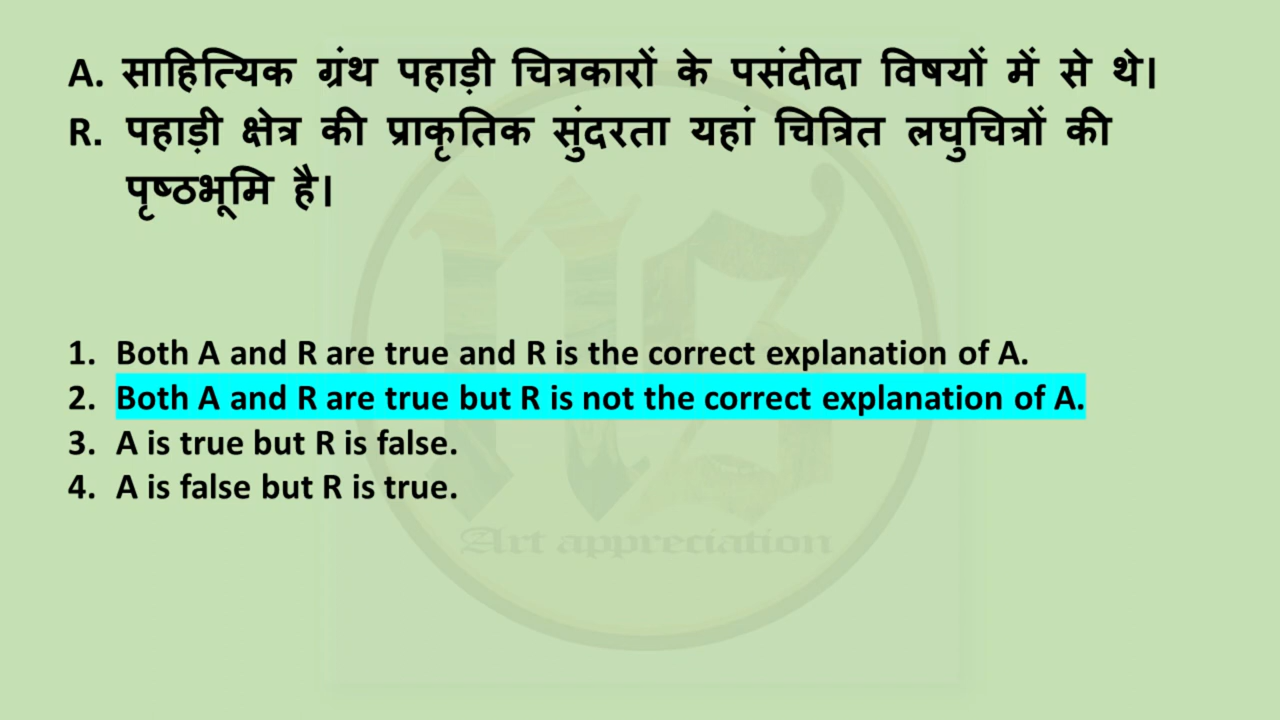 A. साहित्यिक ग्रंथ पहाड़ी चित्रकारों के पसंदीदा विषयों में से थे।
R. पहाड़ी क्षेत्र की प्राकृतिक सुंदरता यहां चित्रित लघुचित्रों की
पृष्ठभूमि है।
1. Both A and R are true and R is the correct explanation of A.
2. Both A and R are true but R is not the correct explanation of A.
3. A is true but R is false.
4. A is false but R is true.
Art appreciation